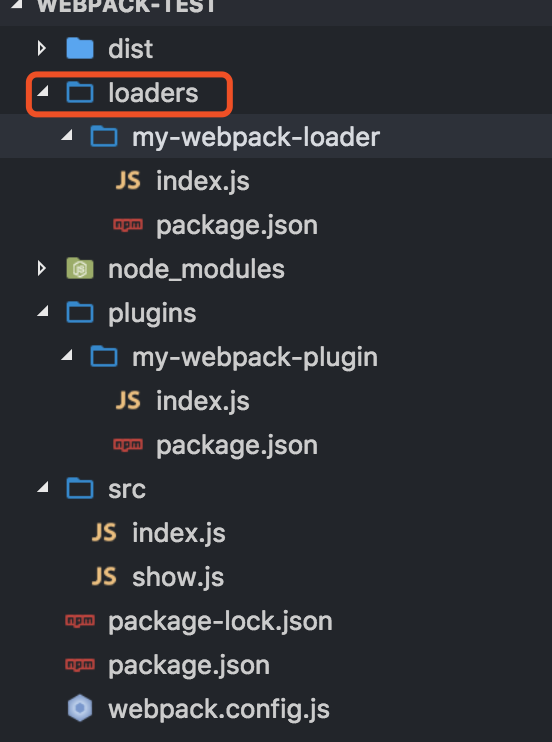 WEBPACK-TEST
dist
loaders
my-webpack-loader
JS index.js
npm package.json
node_modules
plugins
my-webpack-plugin
JS index.js
npm package.json
src
JS index.js
JS show.js
npm package-lock.json
npm package.json
webpack.config.js